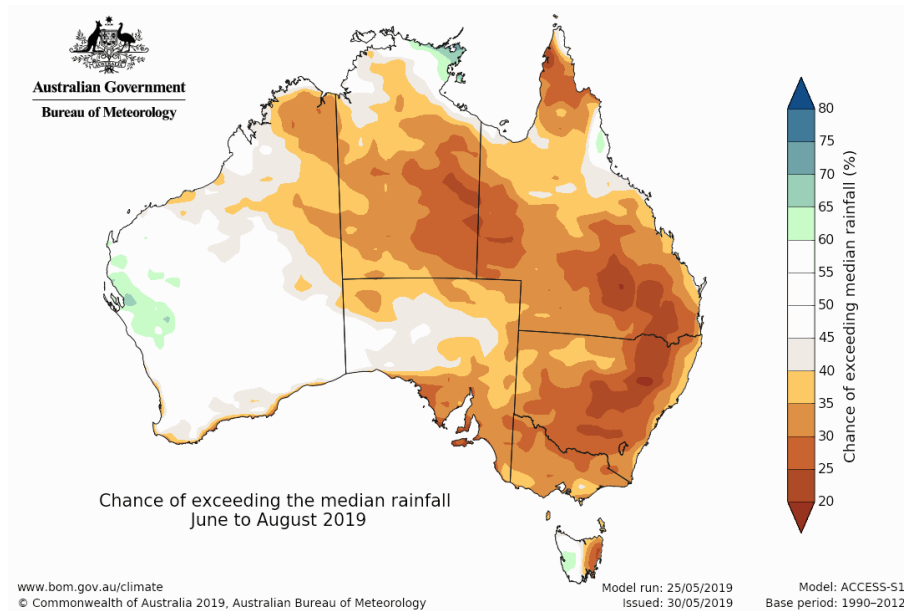 Australian Government
Bureau of Meteorology
80
75
70
65
60
55
50
45
40
35
30
25
20
Chance of exceeding median rainfall (%)
Chance of exceeding the median rainfall
June to August 2019
www.bom.gov.au/climate
© Commonwealth of Australia 2019, Australian Bureau of Meteorology
Model run: 25/05/2019
Issued: 30/05/2019
Model: ACCESS-S1
Base period: 1990–2012